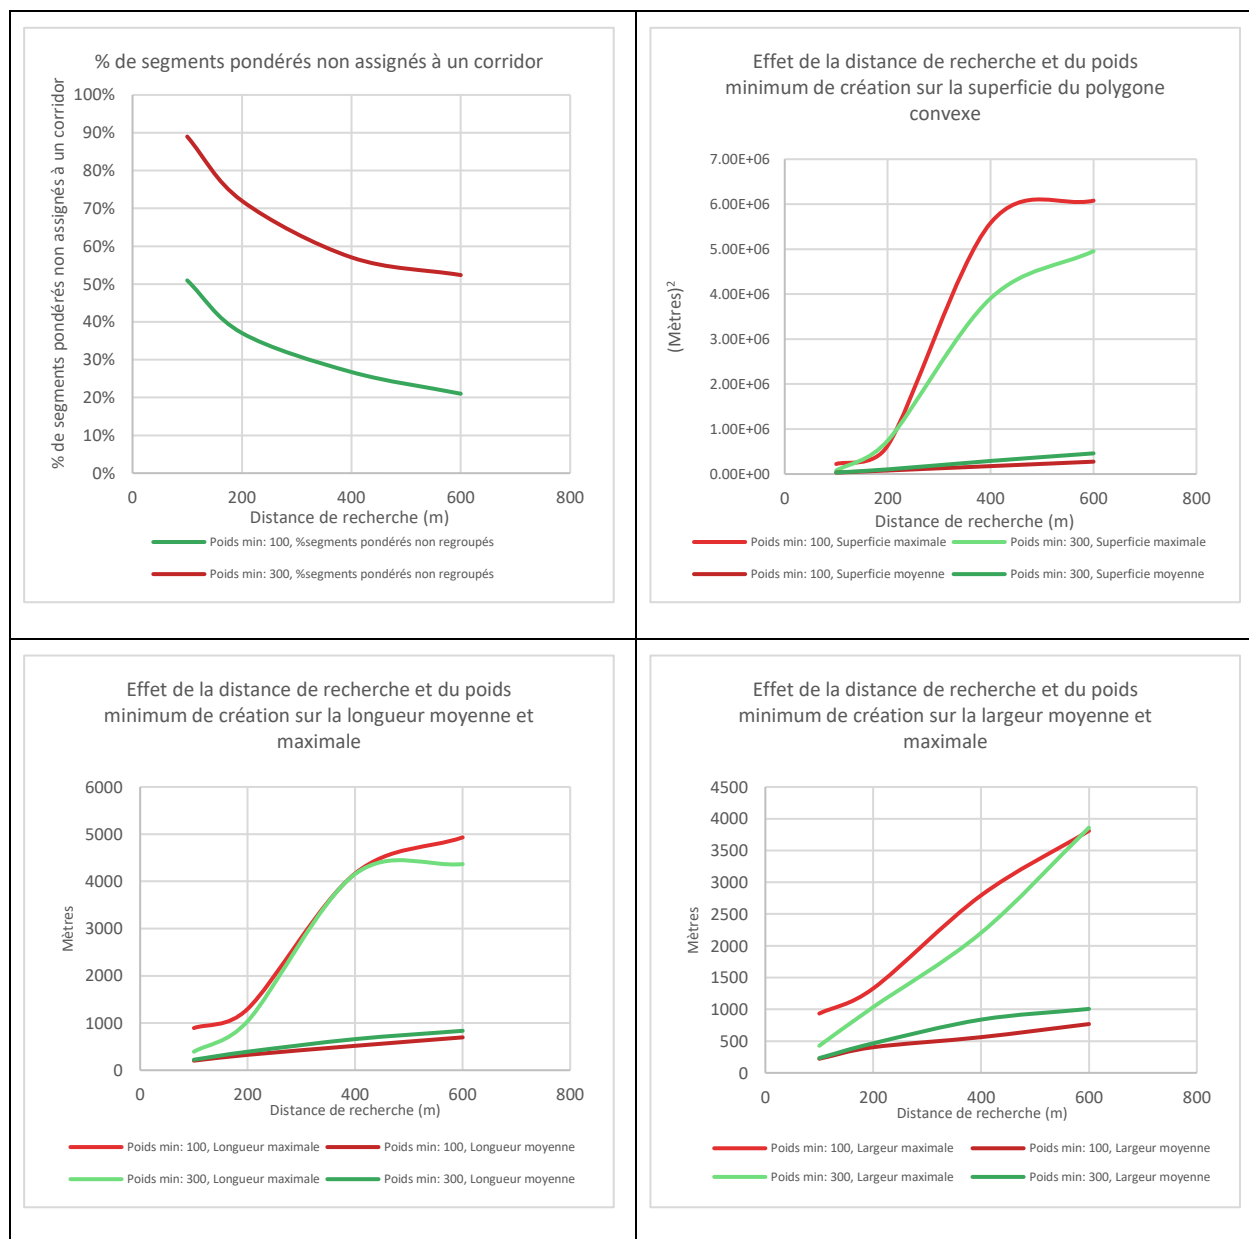 % de segments pondérés non assignés à un corridor
% de segments pondérés non assignés à un corridor
100%
90%
80%
70%
60%
50%
40%
30%
20%
10%
0%
0 200 400 600 800
Distance de recherche (m)
Poids min: 100, %segments pondérés non regroupés
Poids min: 300, %segments pondérés non regroupés
Effet de la distance de recherche et du poids
minimum de création sur la superficie du polygone
convexe
(Mètres)²
7.00E+06
6.00E+06
5.00E+06
4.00E+06
3.00E+06
2.00E+06
1.00E+06
0.00E+00
0 200 400 600 800
Distance de recherche (m)
Poids min: 100, Superficie maximale Poids min: 300, Superficie maximale
Poids min: 100, Superficie moyenne Poids min: 300, Superficie moyenne
Effet de la distance de recherche et du poids
minimum de création sur la longueur moyenne et
maximale
Mètres
6000
5000
4000
3000
2000
1000
0
0 200 400 600 800
Distance de recherche (m)
Poids min: 100, Longueur maximale Poids min: 100, Longueur moyenne
Poids min: 300, Longueur maximale Poids min: 300, Longueur moyenne
Effet de la distance de recherche et du poids
minimum de création sur la largeur moyenne et
maximale
Mètres
4500
4000
3500
3000
2500
2000
1500
1000
500
0
0 200 400 600 800
Distance de recherche (m)
Poids min: 100, Largeur maximale Poids min: 100, Largeur moyenne
Poids min: 300, Largeur maximale Poids min: 300, Largeur moyenne